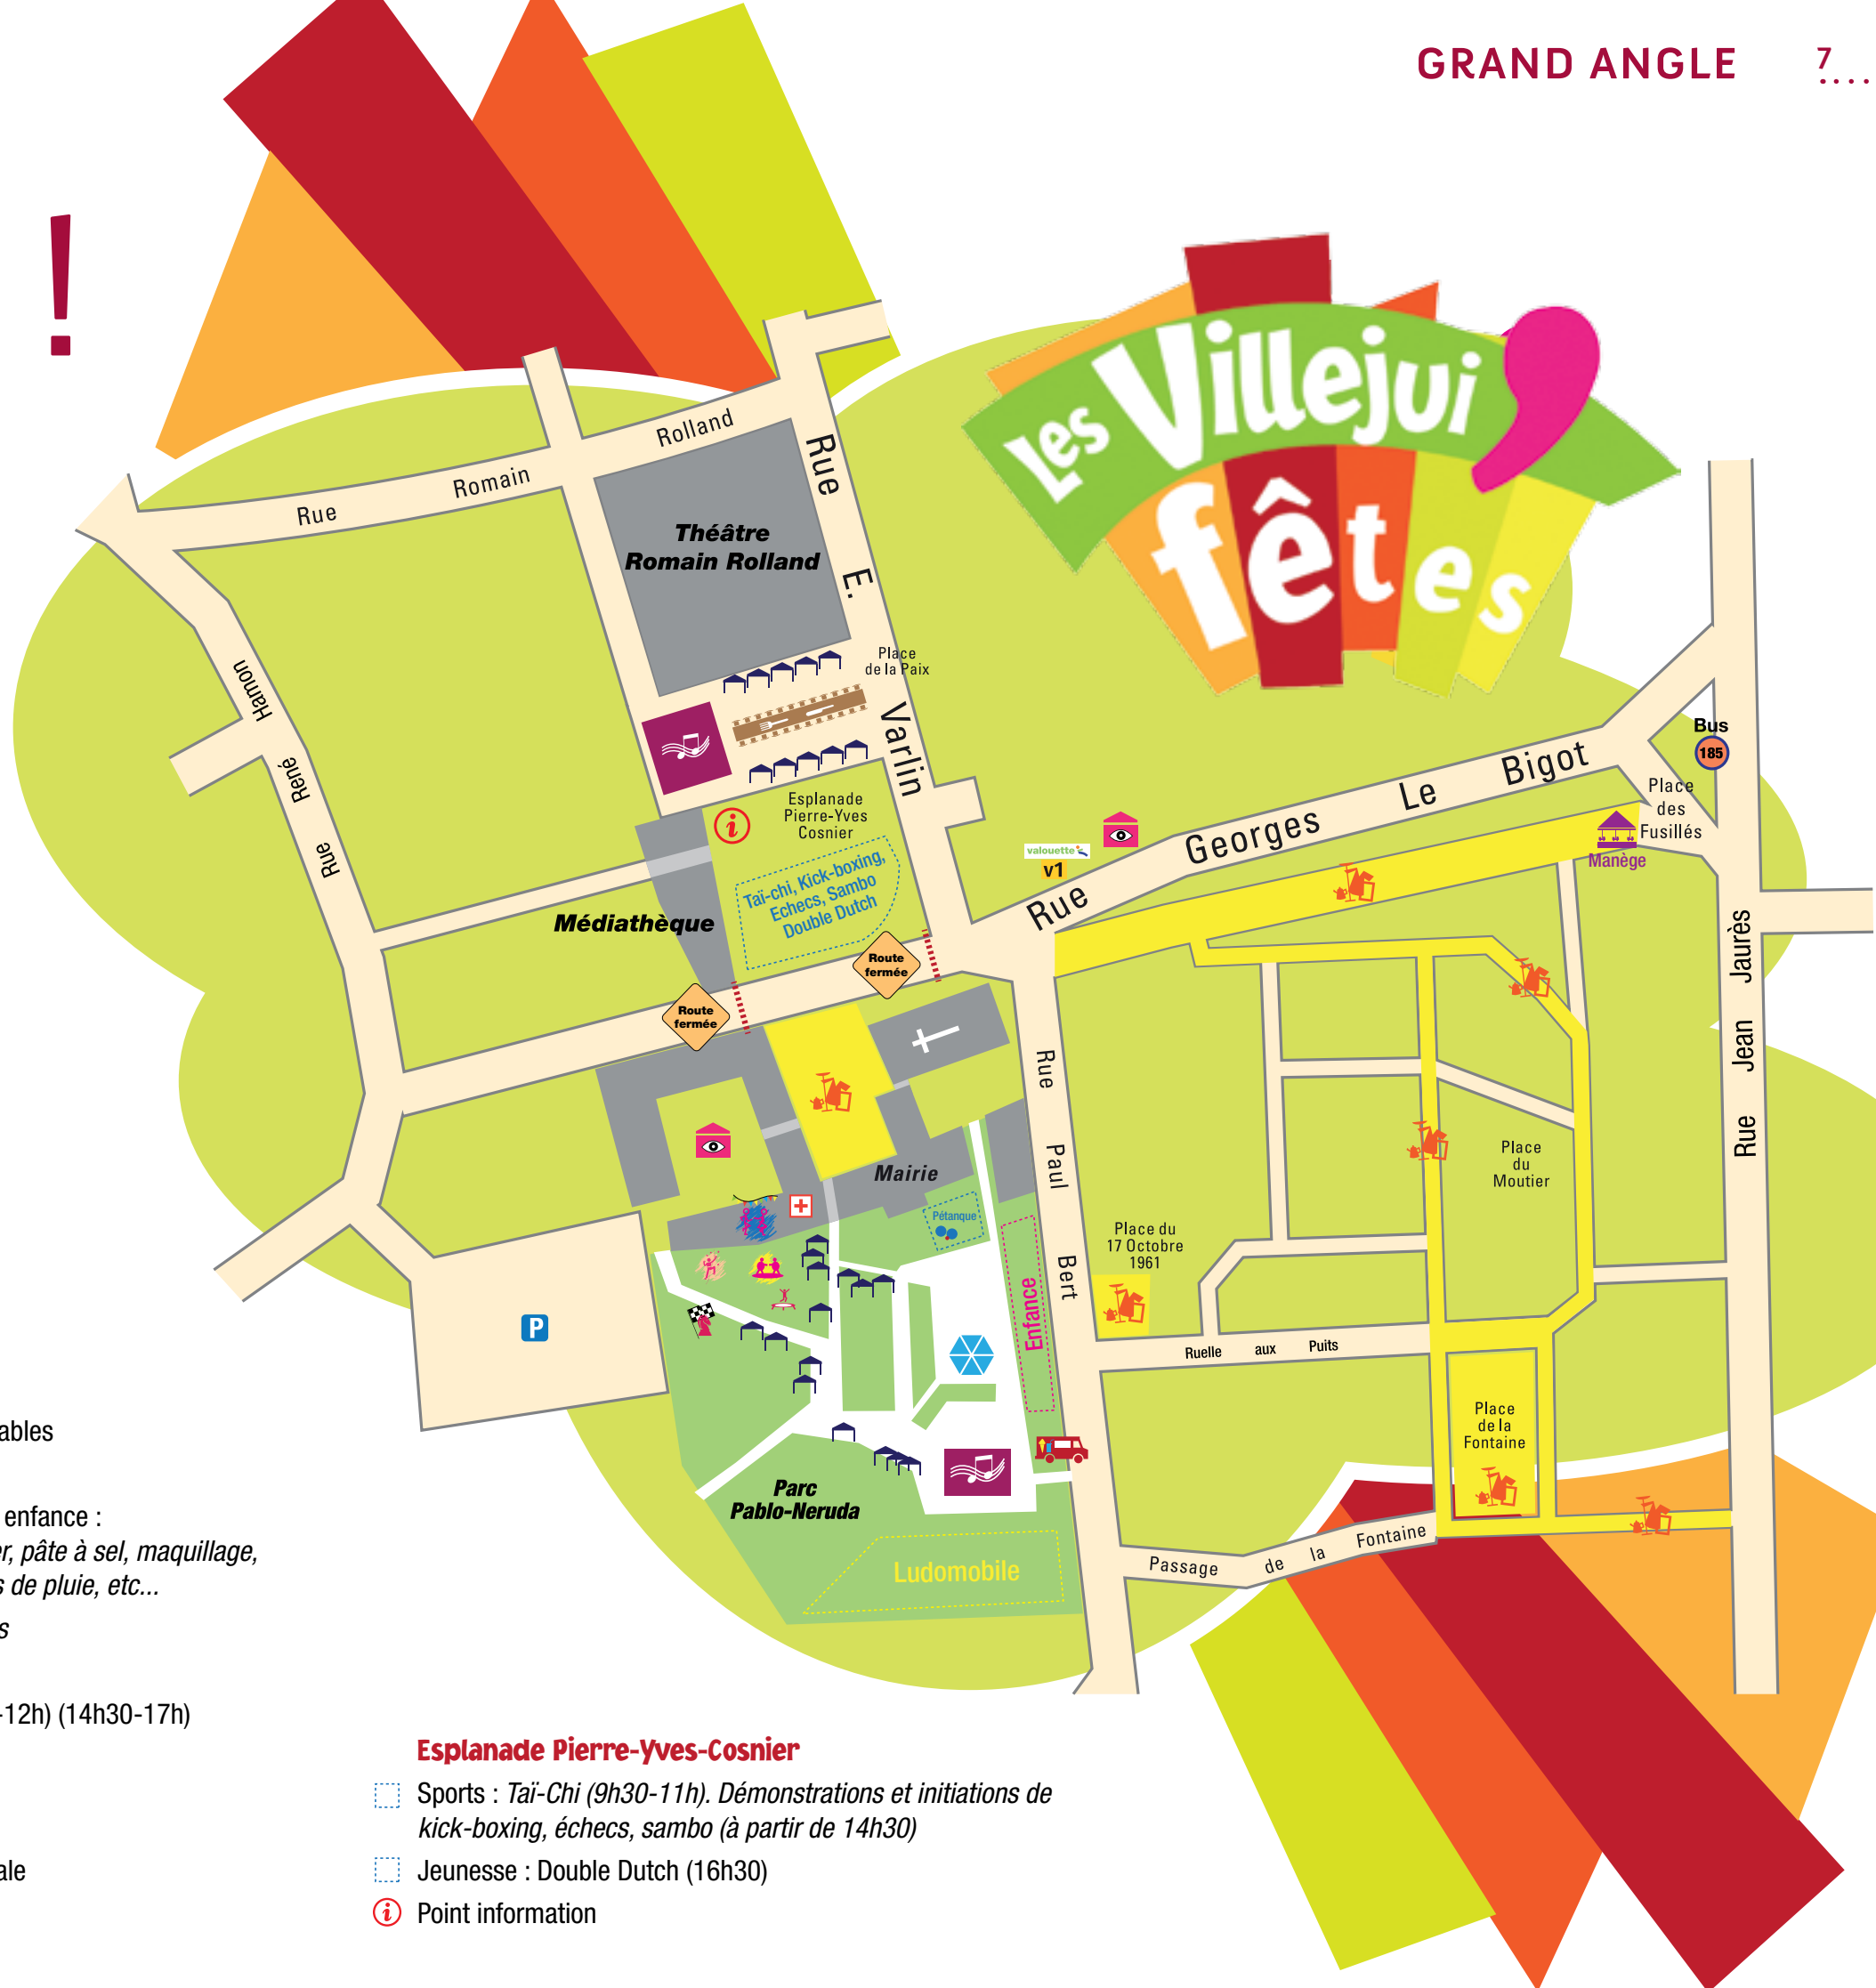 GRAND ANGLE 7....
!
Les Villejui'
fêtes
Rue Romain Rolland
Rue E. Varlin
Théâtre
Romain Rolland
Place
de la Paix
Rue René Hamon
Esplanade
Pierre-Yves
Cosnier
Taï-chi, Kick-boxing,
Echecs, Sambo
Double Dutch
Médiathèque
Route
fermée
Route
fermée
valouette
v1
Rue Georges Le Bigot
Bus
185
Place
des
Fusillés
Manège
Rue Jean Jaurès
Mairie
Pétanque
Rue Paul Bert
Place
du
Moutier
Place du
17 Octobre
1961
Enfance
P
Ruelle aux Puits
Place
de la
Fontaine
Parc
Pablo-Neruda
Ludomobile
Passage de la Fontaine
ables
enfance :
er, pâte à sel, maquillage,
s de pluie, etc...
s
-12h) (14h30-17h)
ale
Esplanade Pierre-Yves-Cosnier
Sports : Taï-Chi (9h30-11h). Démonstrations et initiations de
kick-boxing, échecs, sambo (à partir de 14h30)
Jeunesse : Double Dutch (16h30)
i Point information